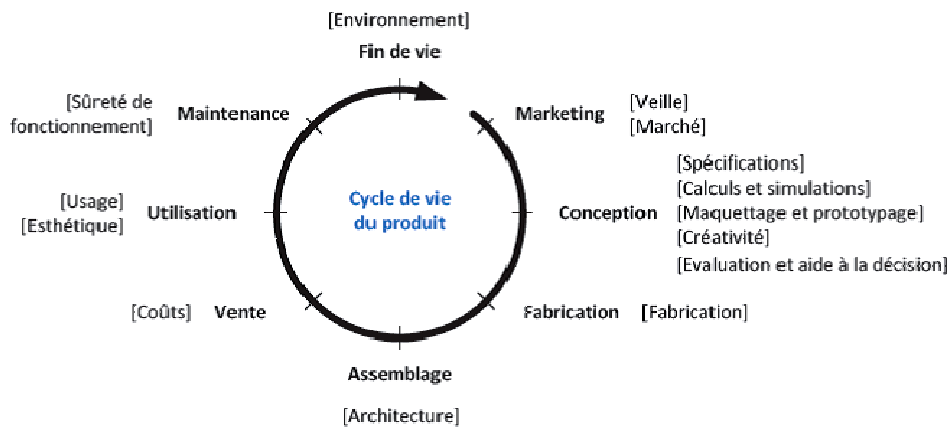 [Environnement]
Fin de vie
[Sûreté de
fonctionnement]
Maintenance
Marketing
[Veille]
[Marché]
[Usage]
[Esthétique]
Utilisation
Cycle de vie
du produit
Conception
[Spécifications]
[Calculs et simulations]
[Maquettage et prototypage]
[Créativité]
[Evaluation et aide à la décision]
[Coûts]
Vente
Fabrication
[Fabrication]
Assemblage
[Architecture]